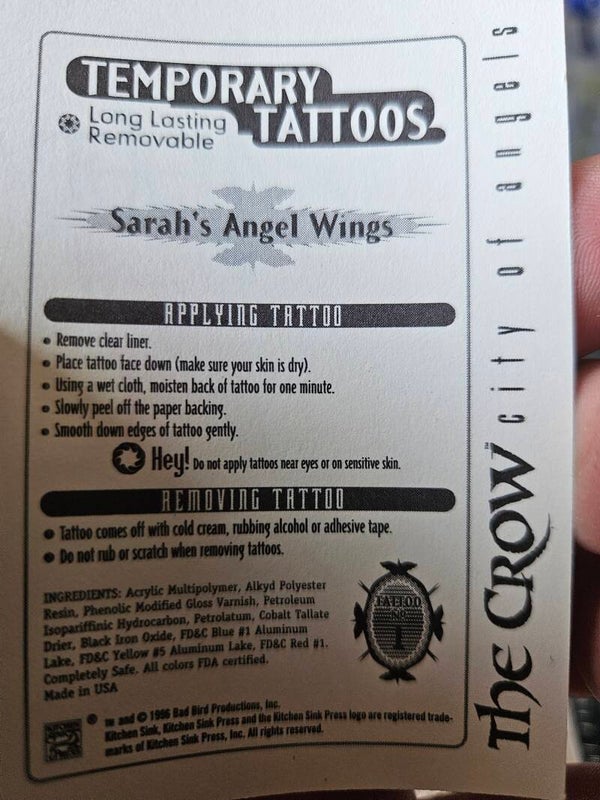 TEMPORARY
TATTOOS
Long Lasting
Removable
Sarah's Angel Wings
APPLYING TATTOO
• Remove clear liner.
• Place tattoo face down (make sure your skin is dry).
• Using a wet cloth, moisten back of tattoo for one minute.
• Slowly peel off the paper backing.
• Smooth down edges of tattoo gently.
Hey! Do not apply tattoos near eyes or on sensitive skin.
REMOVING TATTOO
• Tattoo comes off with cold cream, rubbing alcohol or adhesive tape.
• Do not rub or scratch when removing tattoos.
INGREDIENTS: Acrylic Multipolymer, Alkyd Polyester
Resin, Phenolic Modified Gloss Varnish, Petroleum
Isopariffinic Hydrocarbon, Petrolatum, Cobalt Tallate
Drier, Black Iron Oxide, FD&C Blue #1 Aluminum
Lake, FD&C Yellow #5 Aluminum Lake, FD&C Red #1.
Completely Safe. All colors FDA certified.
Made in USA
TATTOO
NO.
1
® TM and © 1996 Bad Bird Productions, Inc.
Kitchen Sink, Kitchen Sink Press and the Kitchen Sink Press logo are registered trade-
marks of Kitchen Sink Press, Inc. All rights reserved.
The CROW™ city of angels